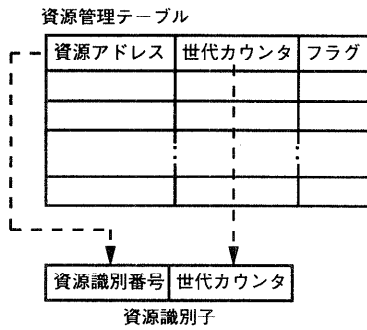 資源管理テーブル
資源アドレス 世代カウンタ フラグ
資源識別番号 世代カウンタ
資源識別子